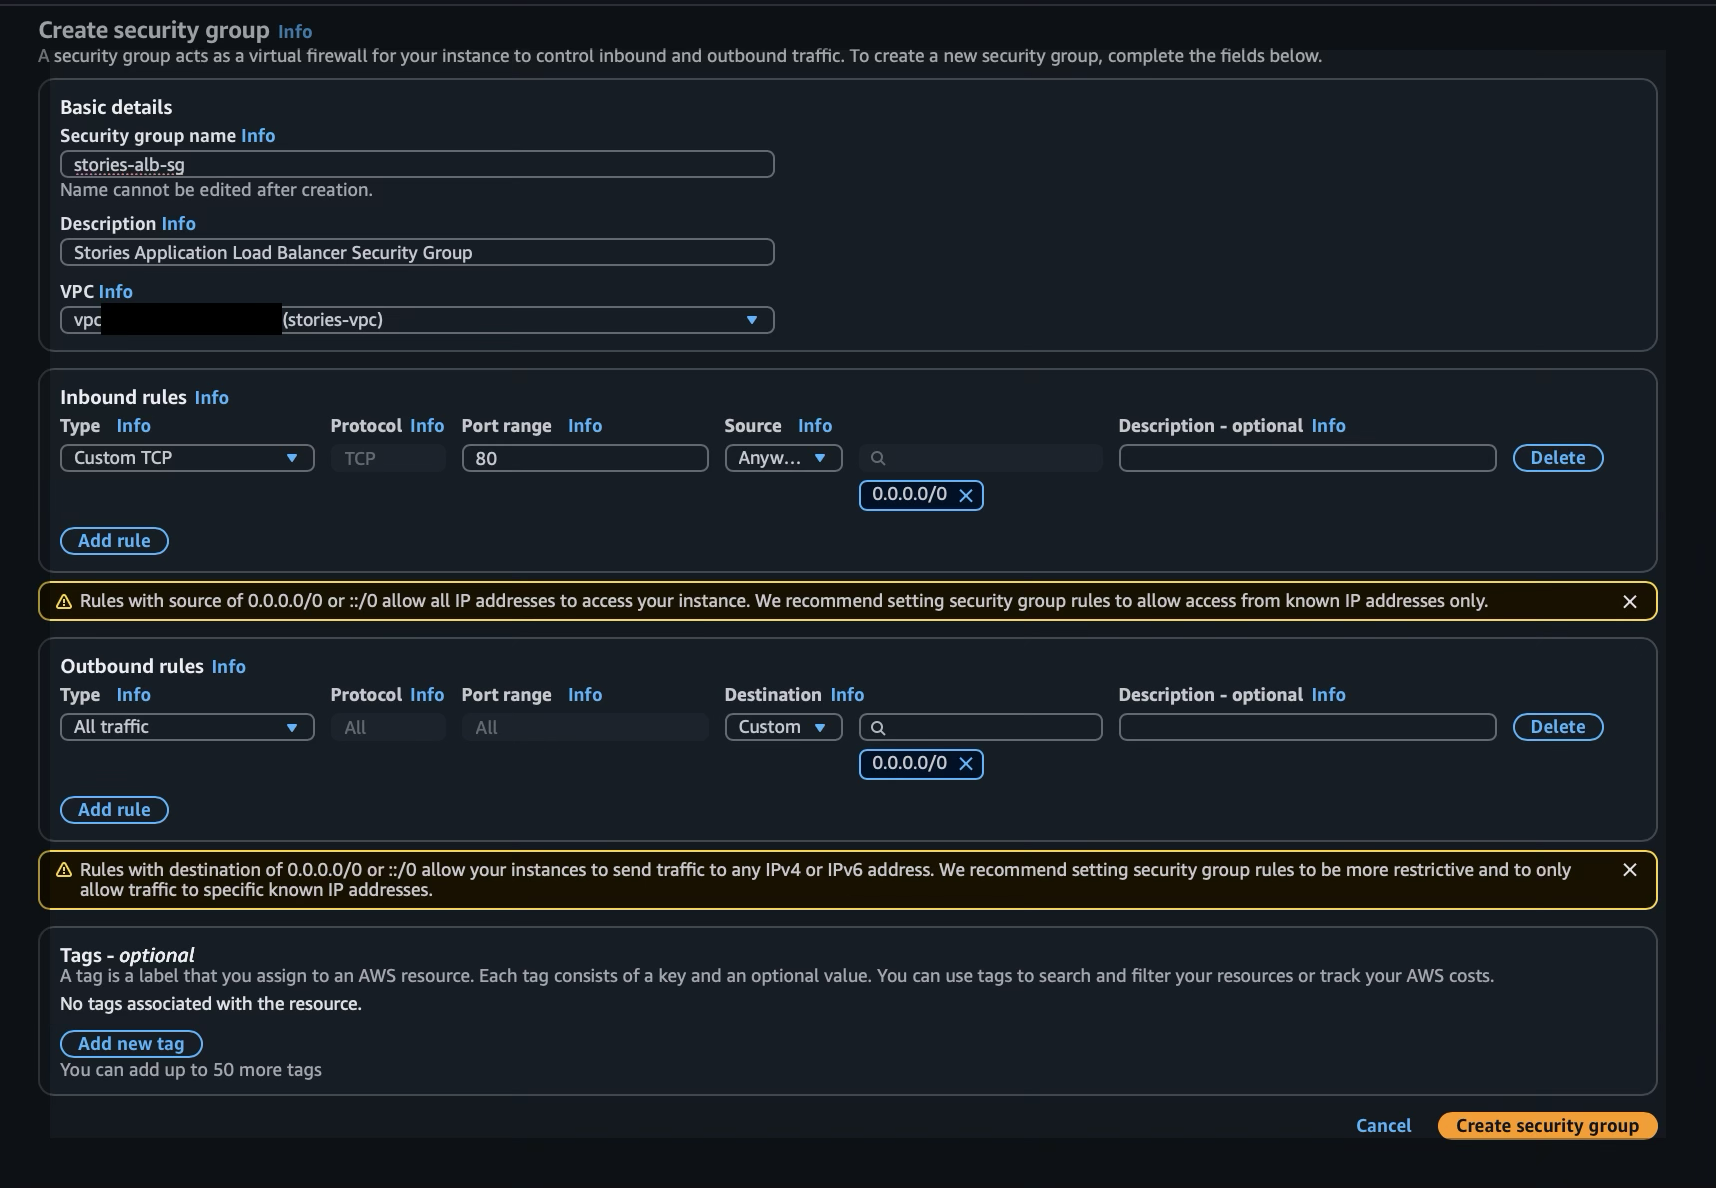 Create security group Info
A security group acts as a virtual firewall for your instance to control inbound and outbound traffic. To create a new security group, complete the fields below.
Basic details
Security group name Info
stories-alb-sg
Name cannot be edited after creation.
Description Info
Stories Application Load Balancer Security Group
VPC Info
vpc (stories-vpc)
Inbound rules Info
Type Info Protocol Info Port range Info Source Info Description - optional Info
Custom TCP TCP 80 Anyw... Delete
0.0.0.0/0
Add rule
Rules with source of 0.0.0.0/0 or ::/0 allow all IP addresses to access your instance. We recommend setting security group rules to allow access from known IP addresses only.
Outbound rules Info
Type Info Protocol Info Port range Info Destination Info Description - optional Info
All traffic All All Custom Delete
0.0.0.0/0
Add rule
Rules with destination of 0.0.0.0/0 or ::/0 allow your instances to send traffic to any IPv4 or IPv6 address. We recommend setting security group rules to be more restrictive and to only
allow traffic to specific known IP addresses.
Tags - optional
A tag is a label that you assign to an AWS resource. Each tag consists of a key and an optional value. You can use tags to search and filter your resources or track your AWS costs.
No tags associated with the resource.
Add new tag
You can add up to 50 more tags
Cancel Create security group